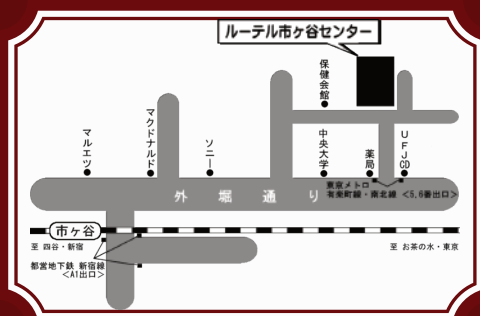 ルーテル市ヶ谷センター
保健会館
マクドナルド
マルエツ
ソニー
中央大学
薬局
UFJCD
東京メトロ
有楽町線・南北線 <5,6番出口>
外堀通り
市ヶ谷
至 四谷・新宿
至 お茶の水・東京
都営地下鉄 新宿線
<A1出口>